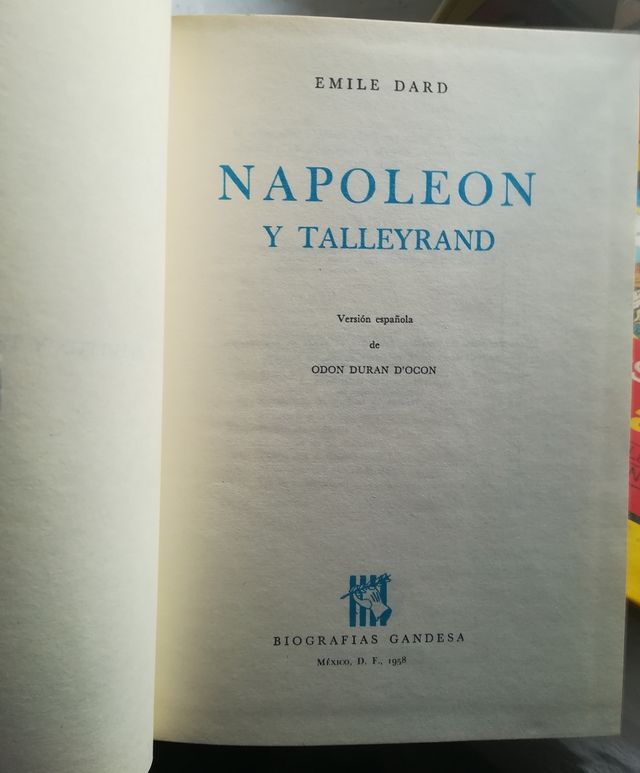 EMILE DARD
NAPOLEON
Y TALLEYRAND
Versión española
de
ODON DURAN D'OCON
BIOGRAFIAS GANDESA
MÉXICO, D. F., 1958